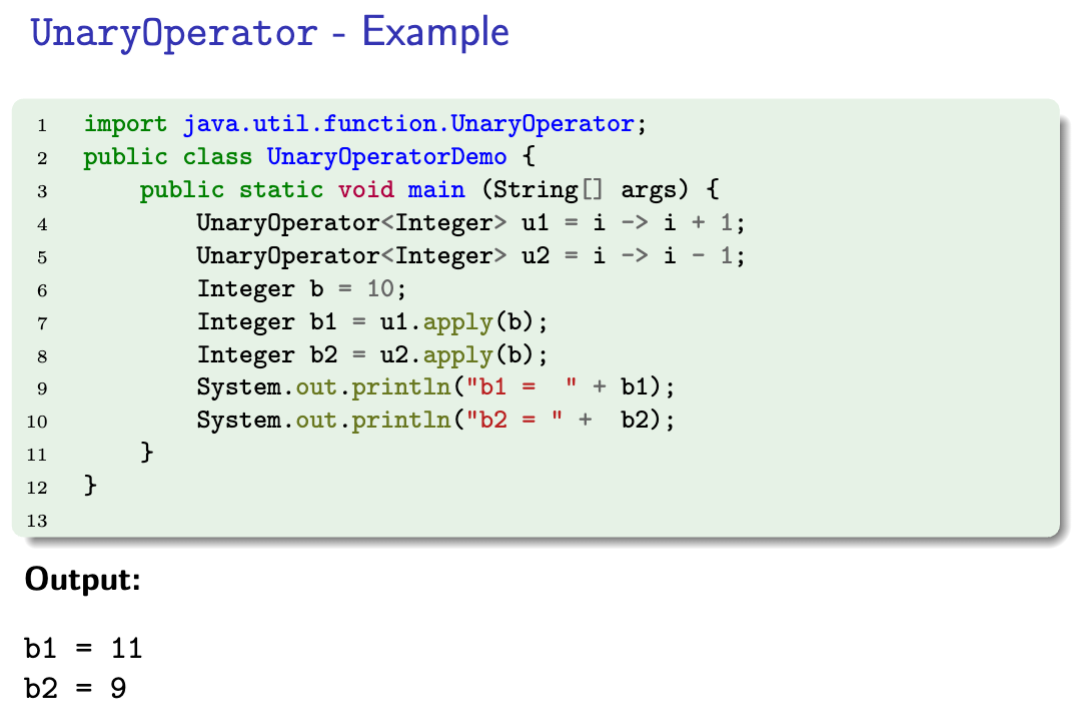 UnaryOperator - Example
1 import java.util.function.UnaryOperator;
2 public class UnaryOperatorDemo {
3     public static void main (String[] args) {
4         UnaryOperator<Integer> u1 = i -> i + 1;
5         UnaryOperator<Integer> u2 = i -> i - 1;
6         Integer b = 10;
7         Integer b1 = u1.apply(b);
8         Integer b2 = u2.apply(b);
9         System.out.println("b1 =  " + b1);
10         System.out.println("b2 = " +  b2);
11     }
12 }
13
Output:
b1 = 11
b2 = 9